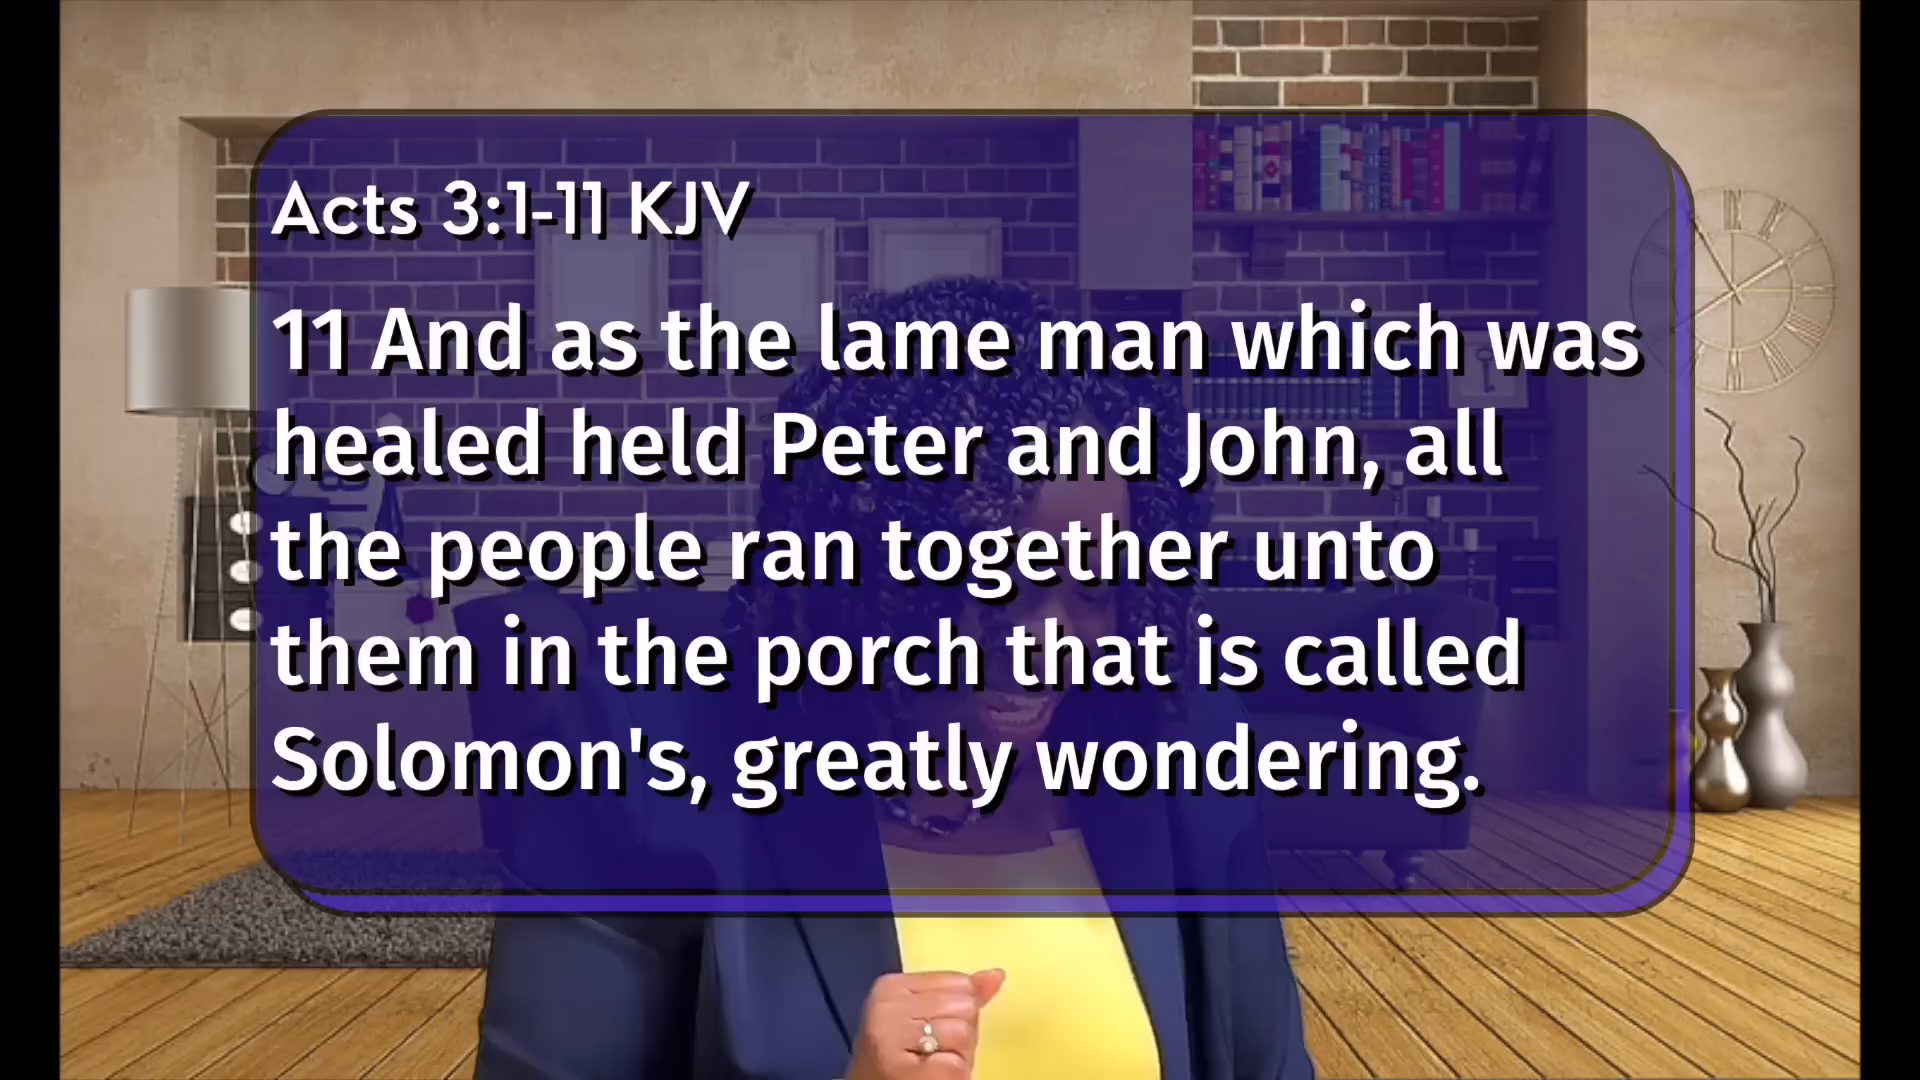 Acts 3:1-11 KJV
11 And as the lame man which was
healed held Peter and John, all
the people ran together unto
them in the porch that is called
Solomon's, greatly wondering.